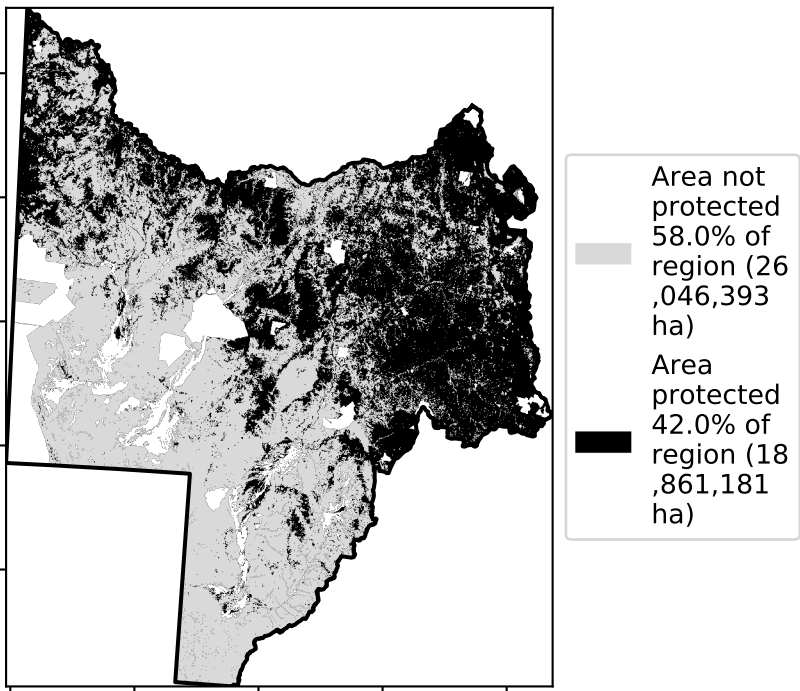 Area not
protected
58.0% of
region (26
,046,393
ha)
Area
protected
42.0% of
region (18
,861,181
ha)